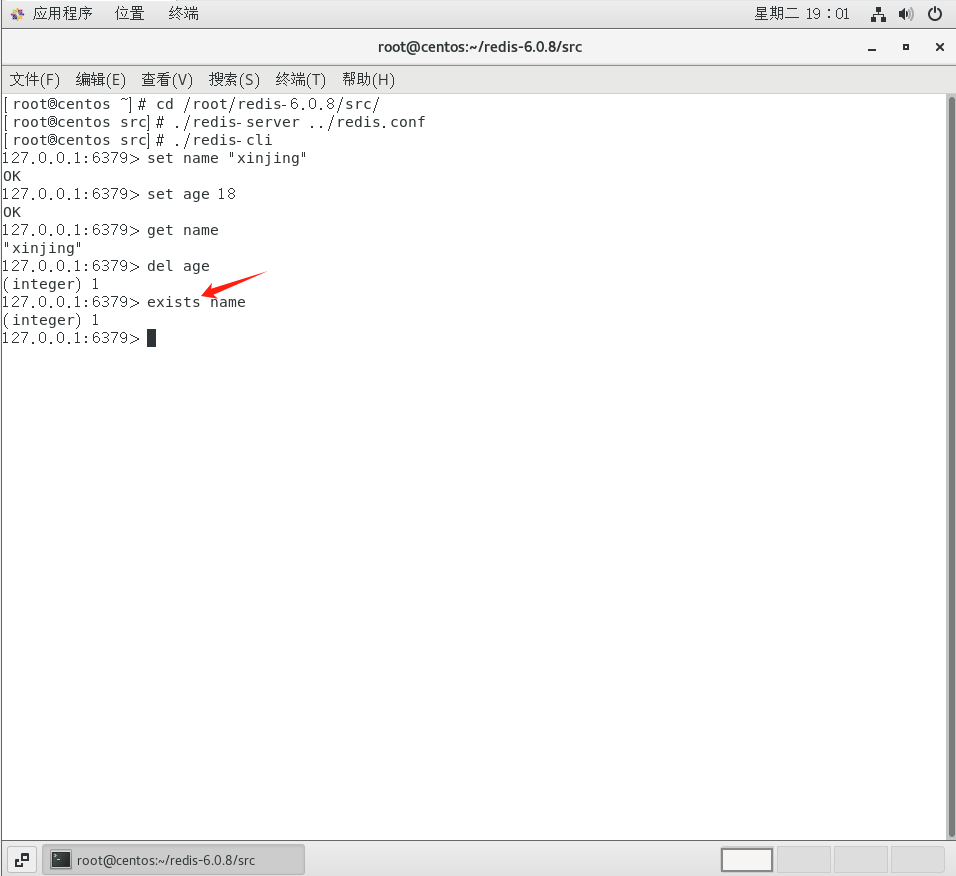 应用程序 位置 终端 星期二 19：01
root@centos:~/redis-6.0.8/src
文件(F) 编辑(E) 查看(V) 搜索(S) 终端(T) 帮助(H)
[root@centos ~]# cd /root/redis-6.0.8/src/
[root@centos src]# ./redis-server ../redis.conf
[root@centos src]# ./redis-cli
127.0.0.1:6379> set name "xinjing"
OK
127.0.0.1:6379> set age 18
OK
127.0.0.1:6379> get name
"xinjing"
127.0.0.1:6379> del age
(integer) 1
127.0.0.1:6379> exists name
(integer) 1
127.0.0.1:6379>
root@centos:~/redis-6.0.8/src